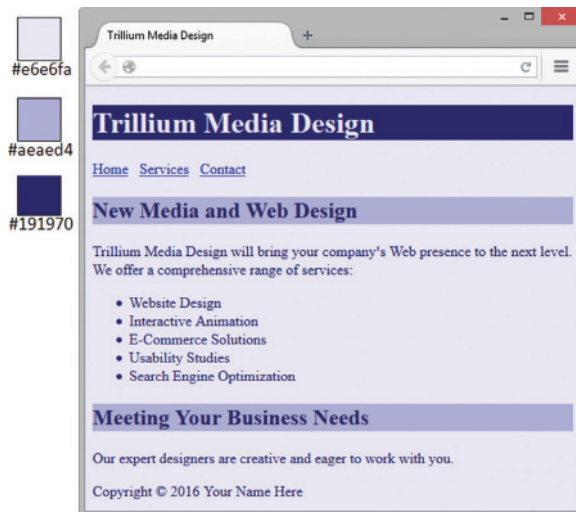 #e6e6fa
#aeaed4
#191970
Trillium Media Design
Trillium Media Design
Home Services Contact
New Media and Web Design
Trillium Media Design will bring your company's Web presence to the next level.
We offer a comprehensive range of services:
• Website Design
• Interactive Animation
• E-Commerce Solutions
• Usability Studies
• Search Engine Optimization
Meeting Your Business Needs
Our expert designers are creative and eager to work with you.
Copyright © 2016 Your Name Here